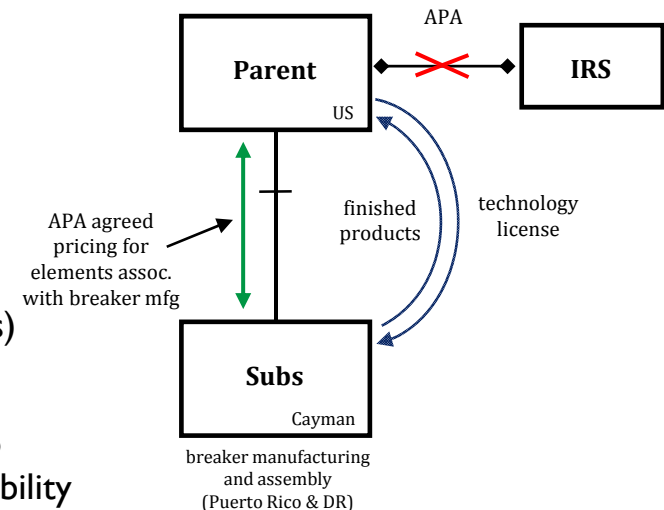 APA
Parent
US
IRS
APA agreed
pricing for
elements assoc.
with breaker mfg
finished
products
technology
license
s)
Subs
Cayman
bility
breaker manufacturing
and assembly
(Puerto Rico & DR)